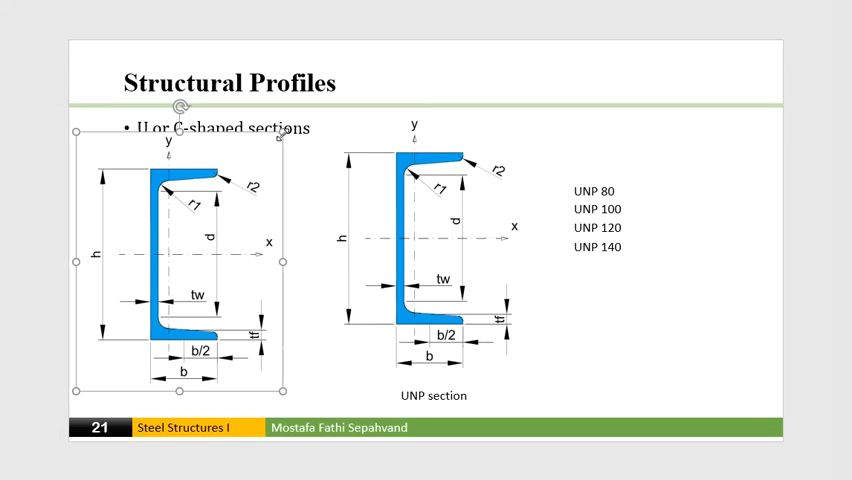 Structural Profiles
• U or C-shaped sections
y
r2
r1
d
x
h
tw
tf
b/2
b
y
r2
r1
d
x
h
tw
tf
b/2
b
UNP 80
UNP 100
UNP 120
UNP 140
UNP section
21
Steel Structures I
Mostafa Fathi Sepahvand